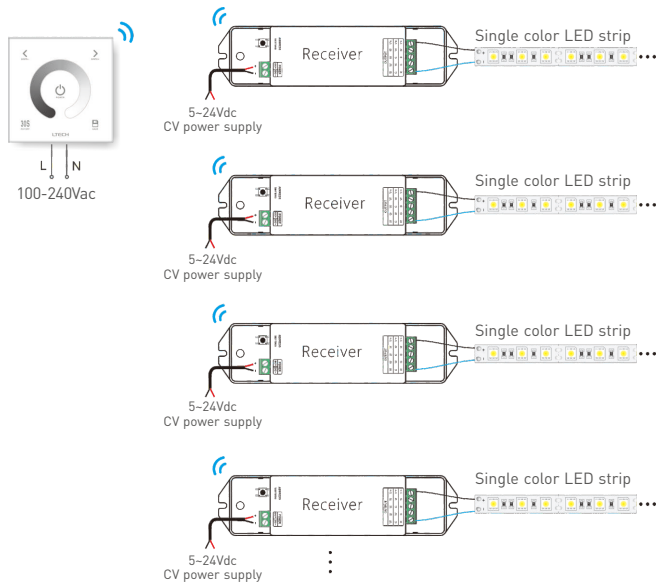 Single color LED strip
Receiver
5~24Vdc
CV power supply
LTECH
L N
100-240Vac
Single color LED strip
Receiver
5~24Vdc
CV power supply
Single color LED strip
Receiver
5~24Vdc
CV power supply
Single color LED strip
Receiver
5~24Vdc
CV power supply